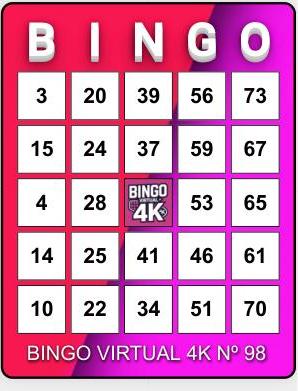 B I N G O
3 20 39 56 73
15 24 37 59 67
4 28 BINGO VIRTUAL 4K 53 65
14 25 41 46 61
10 22 34 51 70
BINGO VIRTUAL 4K Nº 98